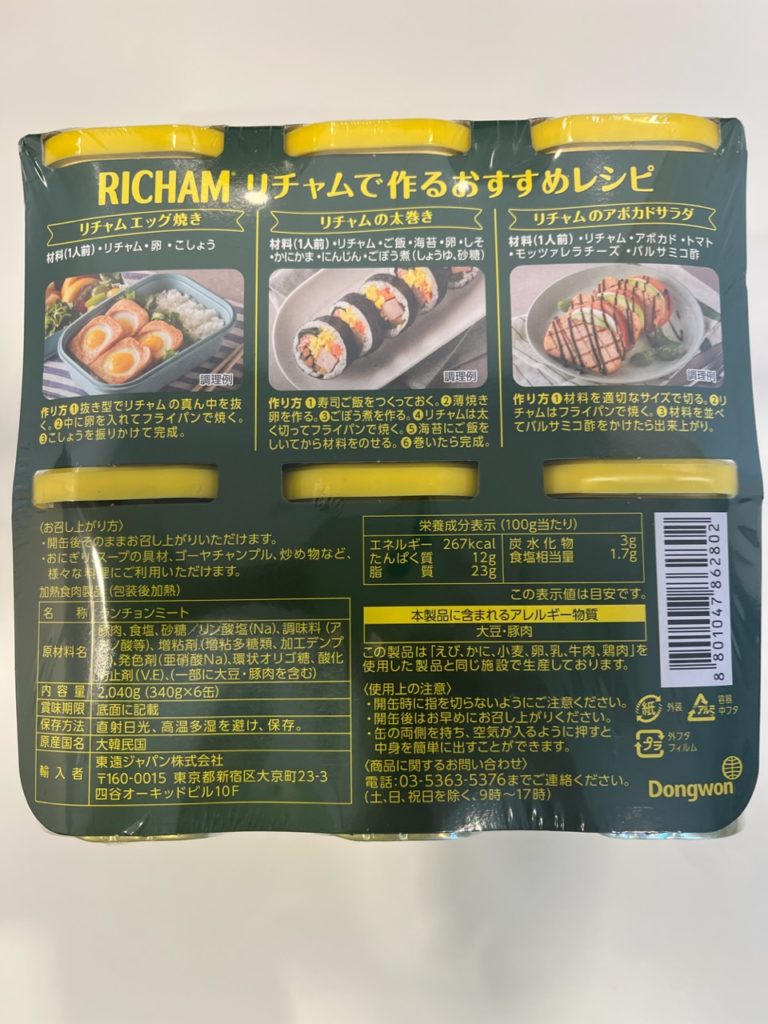 RICHAM リチャムで作るおすすめレシピ
リチャムエッグ焼き
材料(1人前)・リチャム・卵・こしょう
調理例
作り方❶抜き型でリチャムの真ん中を抜
く。❷中に卵を入れてフライパンで焼く。
❸こしょうを振りかけて完成。
リチャムの太巻き
材料(1人前)・リチャム・ご飯・海苔・卵・しそ
・かにかま・にんじん・ごぼう煮(しょうゆ、砂糖)
調理例
作り方❶寿司ご飯をつくっておく。❷薄焼き
卵を作る。❸ごぼう煮を作る。❹リチャムは太
く切ってフライパンで焼く。❺海苔にご飯を
しいてから材料をのせる。❻巻いたら完成。
リチャムのアボカドサラダ
材料(1人前)・リチャム・アボカド・トマト
・モッツァレラチーズ・バルサミコ酢
調理例
作り方❶材料を適切なサイズで切る。❷リ
チャムはフライパンで焼く。❸材料を並べ
てバルサミコ酢をかけたら出来上がり。
〈お召し上がり方〉
・開缶後そのままお召し上がりいただけます。
・おにぎり、スープの具材、ゴーヤチャンプル、炒め物など、
様々な料理にご利用いただけます。
加熱食肉製品(包装後加熱)
名 称 ランチョンミート
原材料名 豚肉、食塩、砂糖/リン酸塩(Na)、調味料(ア
ミノ酸等)、増粘剤(増粘多糖類、加工デンプ
ン)、発色剤(亜硝酸Na)、環状オリゴ糖、酸化
防止剤(V.E)、(一部に大豆・豚肉を含む)
内 容 量 2,040g(340g×6缶)
賞味期限 底面に記載
保存方法 直射日光、高温多湿を避け、保存。
原産国名 大韓民国
輸 入 者 東遠ジャパン株式会社
〒160-0015 東京都新宿区大京町23-3
四谷オーキッドビル10F
栄養成分表示(100g当たり)
エネルギー 267kcal 炭水化物 3g
たんぱく質 12g 食塩相当量 1.7g
脂 質 23g
この表示値は目安です。
本製品に含まれるアレルギー物質
大豆・豚肉
この製品は「えび、かに、小麦、卵、乳、牛肉、鶏肉」を
使用した製品と同じ施設で生産しております。
〈使用上の注意〉
・開缶時に指を切らないようにご注意ください。
・開缶後はお早めにお召し上がりください。
・缶の両側を持ち、空気が入るように押すと
中身を簡単に出すことができます。
〈商品に関するお問い合わせ〉
電話:03-5363-5376までご連絡ください。
(土、日、祝日を除く、9時〜17時)
8 801047 862802
紙 外装
アルミ 容器 中フタ
プラ 外フタ フィルム
Dongwon